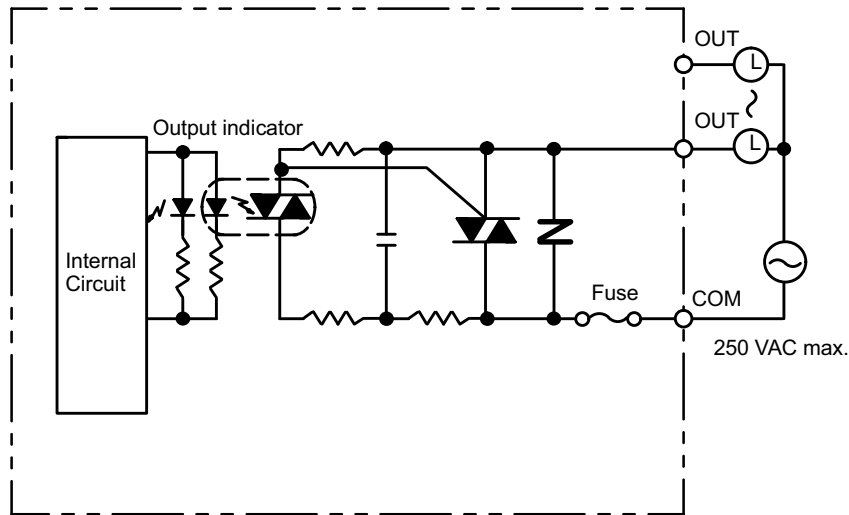 OUT
L
OUT
L
Output indicator
Internal
Circuit
Fuse
COM
250 VAC max.